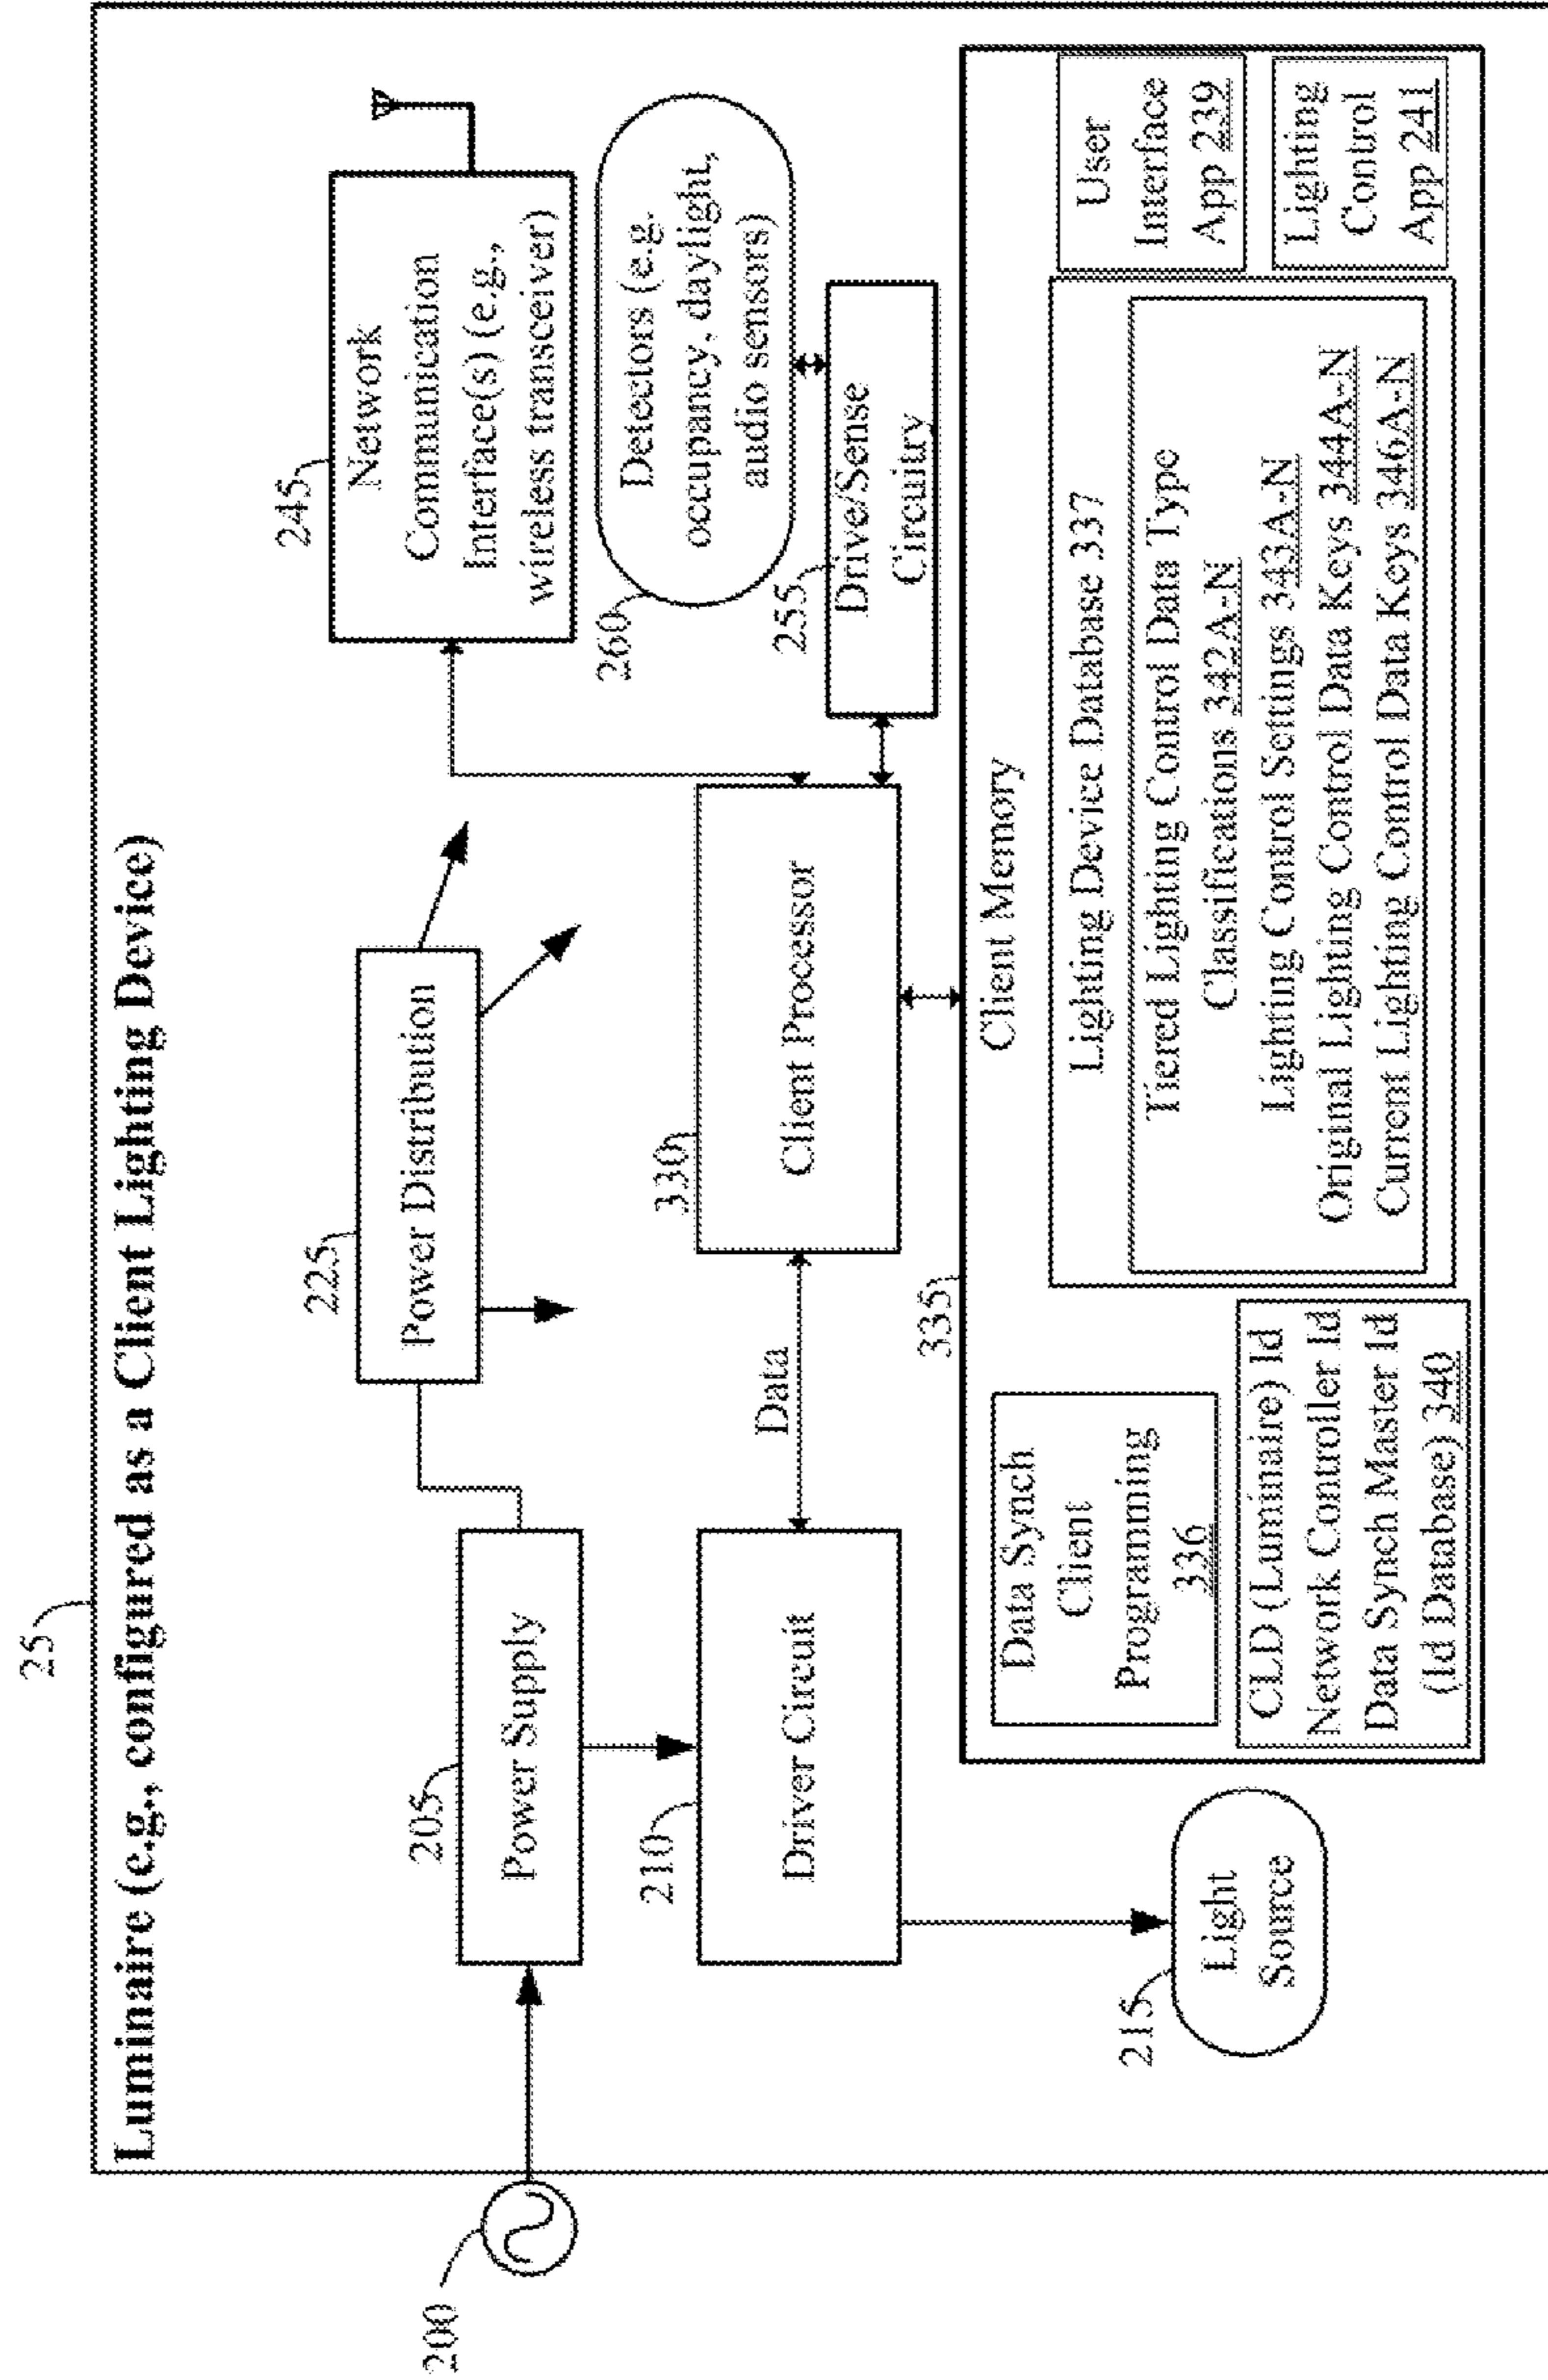 25
Luminaire (e.g., configured as a Client Lighting Device)
200
205
Power Supply
225
Power Distribution
245
Network
Communication
Interface(s) (e.g.,
wireless transceiver)
260
Detectors (e.g.
occupancy, daylight,
audio sensors)
210
Driver Circuit
Data
330
Client Processor
255
Drive/Sense
Circuitry
215
Light
Source
335
Client Memory
Data Synch
Client
Programming
336
CLD (Luminaire) Id
Network Controller Id
Data Synch Master Id
(Id Database) 340
Lighting Device Database 337
Tiered Lighting Control Data Type
Classifications 342A-N
Lighting Control Settings 343A-N
Original Lighting Control Data Keys 344A-N
Current Lighting Control Data Keys 346A-N
User
Interface
App 239
Lighting
Control
App 241